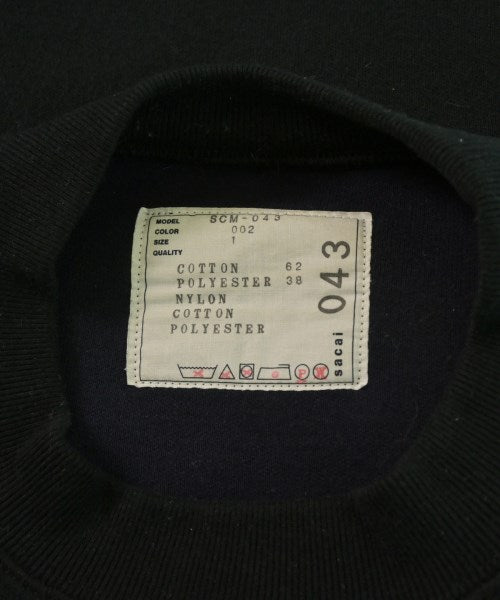 MODEL SCM-043
COLOR 002
SIZE 1
QUALITY
COTTON 62
POLYESTER 38
NYLON
COTTON
POLYESTER
sacai 043
P W